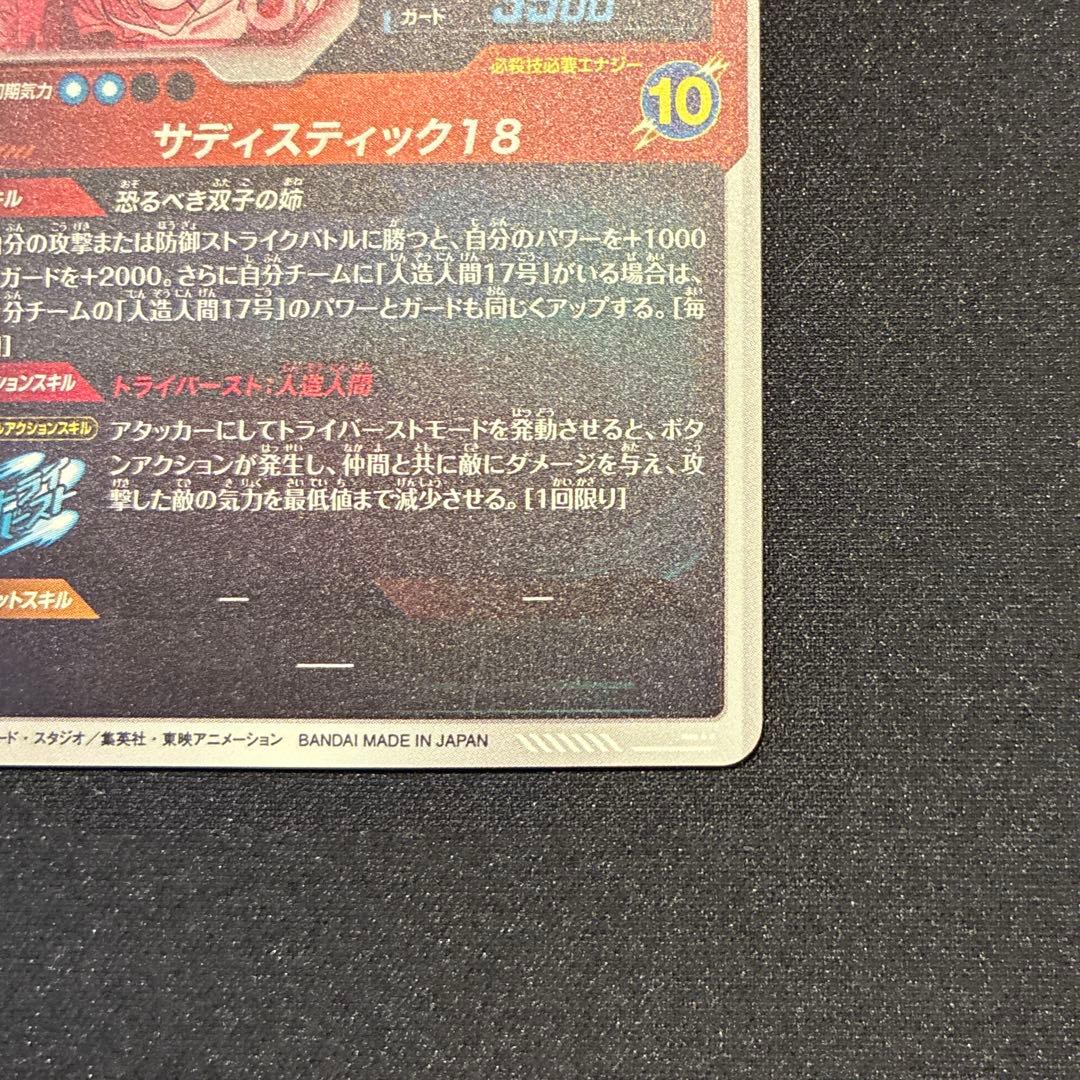 ガード
必殺技必要エナジー
期気力
10
サディスティック18
恐るべき双子の姉
自分の攻撃または防御ストライクバトルに勝つと、自分のパワーを+1000
ガードを+2000。さらに自分チームに「人造人間17号」がいる場合は、
分チームの「人造人間17号」のパワーとガードも同じくアップする。[毎
]
ションスキル
トライバースト:人造人間
アクションスキル
アタッカーにしてトライバーストモードを発動させると、ボタ
ンアクションが発生し、仲間と共に敵にダメージを与え、攻
撃した敵の気力を最低値まで減少させる。[1回限り]
ットスキル
ー
ー
ー
ード・スタジオ/集英社・東映アニメーション BANDAI MADE IN JAPAN